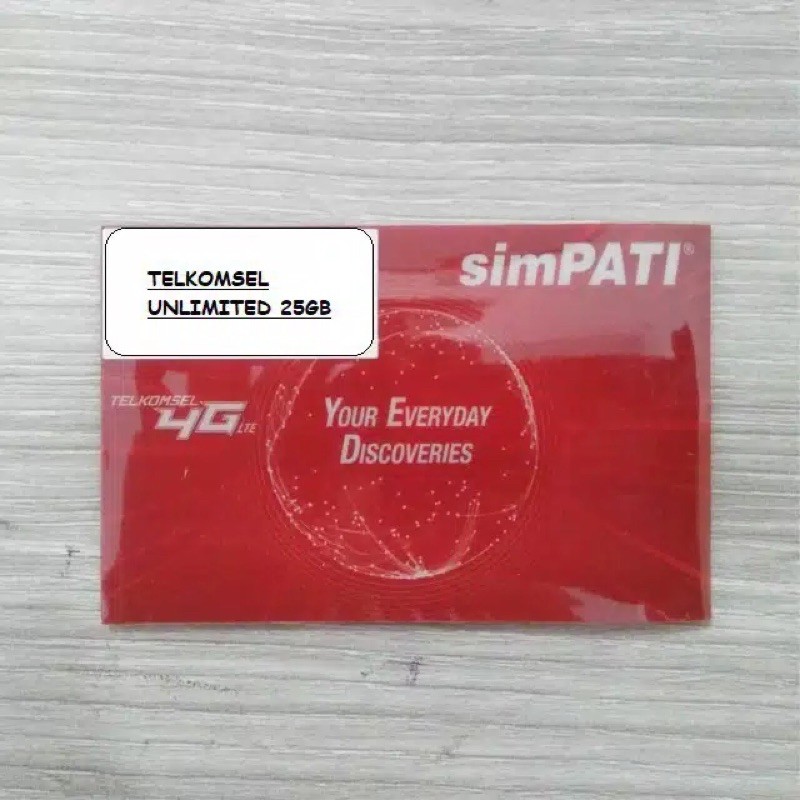 TELKOMSEL
UNLIMITED 25GB
simPATI®
TELKOMSEL
4G LTE
YOUR EVERYDAY
DISCOVERIES